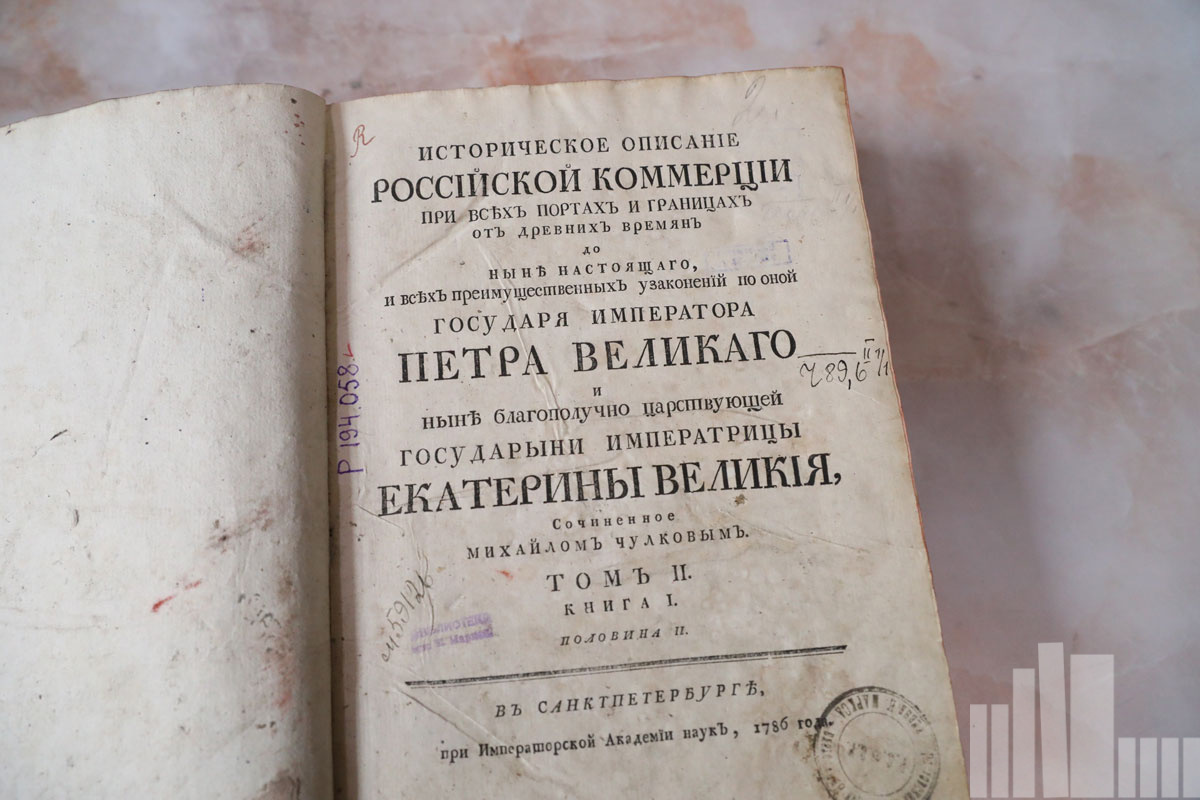 ИСТОРИЧЕСКОЕ ОПИСАНІЕ
РОССІЙСКОЙ КОММЕРЦІИ
ПРИ ВСѢХЪ ПОРТАХЪ И ГРАНИЦАХЪ
ОТЪ ДРЕВНИХЪ ВРЕМЯНЪ
ДО
НЫНѢ НАСТОЯЩАГО,
И ВСѢХЪ ПРЕИМУЩЕСТВЕННЫХЪ УЗАКОНЕНІЙ ПО ОНОЙ
ГОСУДАРЯ ИМПЕРАТОРА
ПЕТРА ВЕЛИКАГО
И
НЫНѢ БЛАГОПОЛУЧНО ЦАРСТВУЮЩЕЙ
ГОСУДАРЫНИ ИМПЕРАТРИЦЫ
ЕКАТЕРИНЫ ВЕЛИКІЯ,
Сочиненное
МИХАЙЛОМЪ ЧУЛКОВЫМЪ.
ТОМЪ II.
КНИГА I.
ПОЛОВИНА II.
ВЪ САНКТПЕТЕРБУРГѢ,
при Императорской Академіи наукъ, 1786 года.
Р 194.058